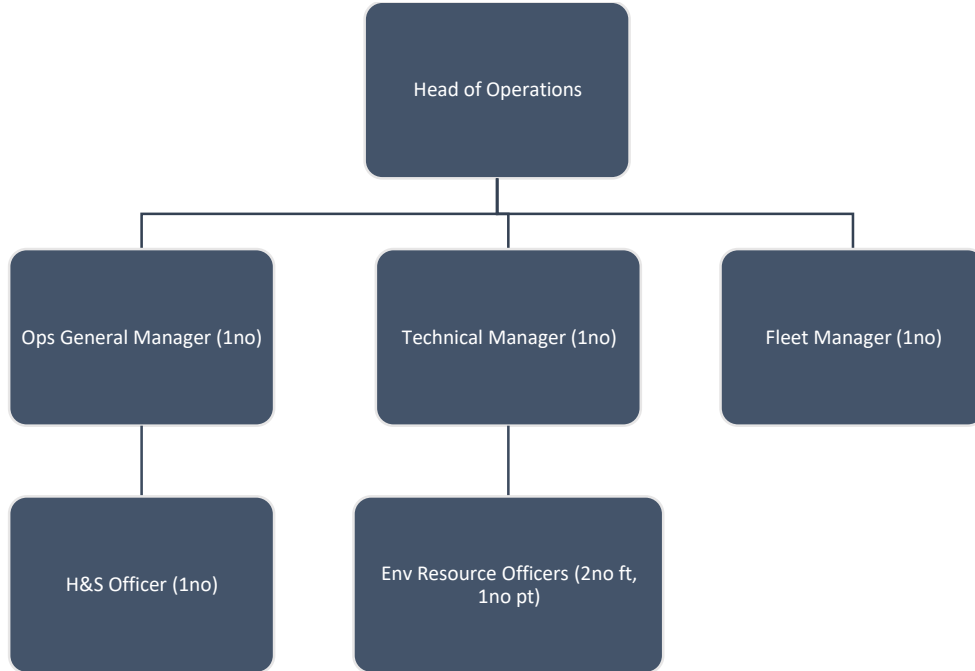 Head of Operations
Ops General Manager (1no)
Technical Manager (1no)
Fleet Manager (1no)
H&S Officer (1no)
Env Resource Officers (2no ft,
1no pt)